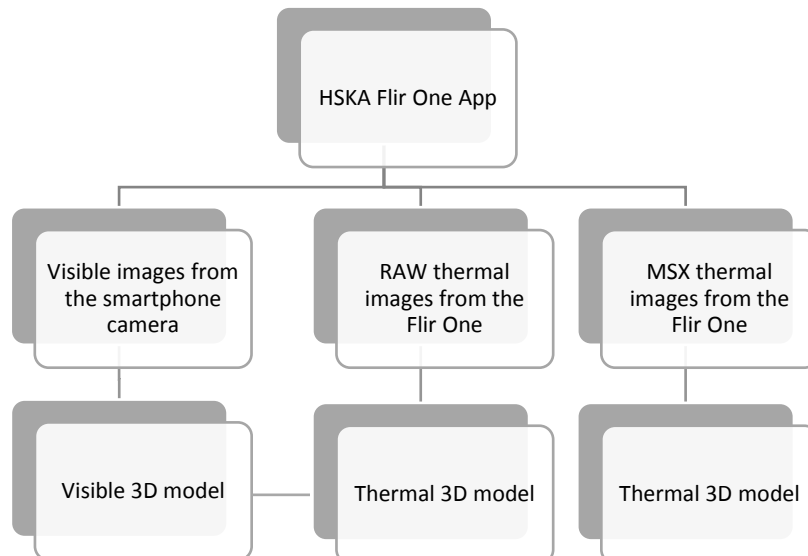 HSKA Flir One App
Visible images from
the smartphone
camera
RAW thermal
images from the
Flir One
MSX thermal
images from the
Flir One
Visible 3D model
Thermal 3D model
Thermal 3D model